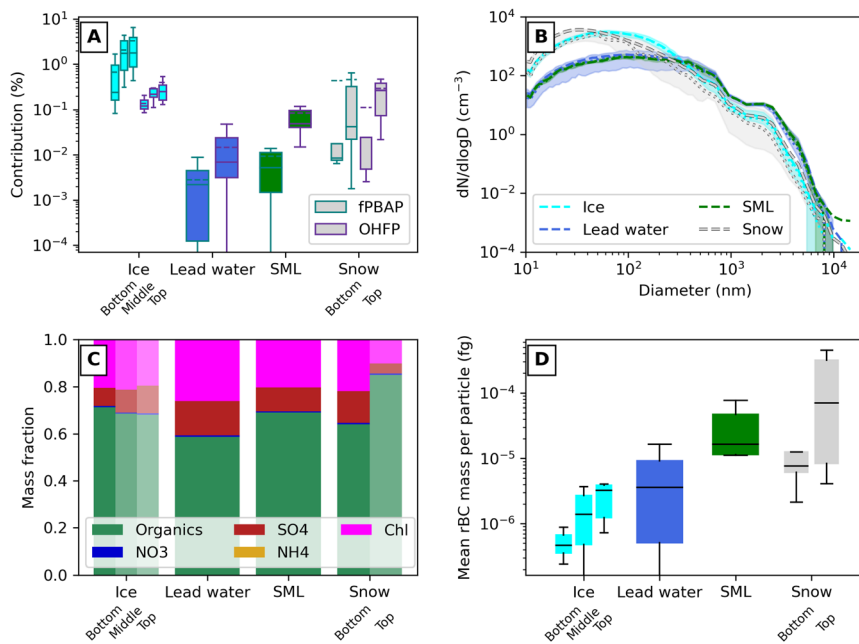 A
Contribution (%)
10^1
10^0
10^-1
10^-2
10^-3
10^-4
fPBAP
OHFP
Ice
Lead water
SML
Snow
Bottom
Middle
Top
Bottom
Top
B
dN/dlogD (cm^-3)
10^4
10^2
10^0
10^-2
10^-4
Ice
Lead water
SML
Snow
10^1
10^2
10^3
10^4
Diameter (nm)
C
Mass fraction
1.0
0.8
0.6
0.4
0.2
0.0
Organics
NO3
SO4
NH4
Chl
Ice
Lead water
SML
Snow
Bottom
Middle
Top
Bottom
Top
D
Mean rBC mass per particle (fg)
10^-4
10^-5
10^-6
Ice
Lead water
SML
Snow
Bottom
Middle
Top
Bottom
Top